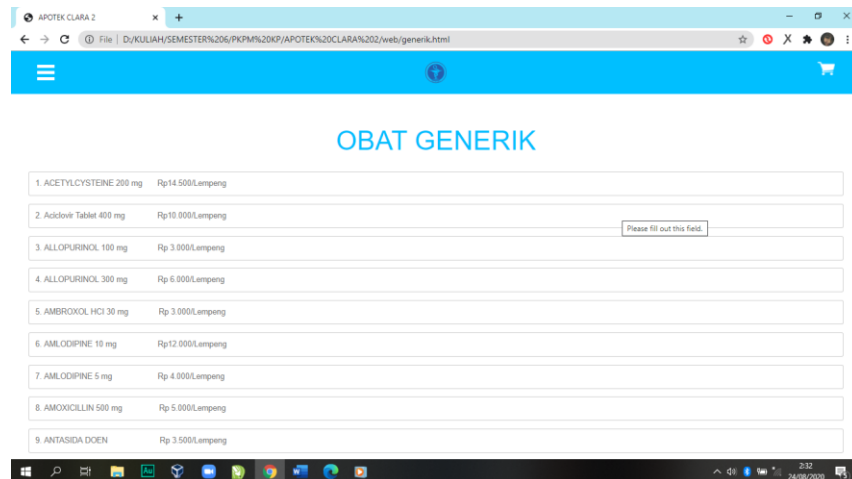 APOTEK CLARA 2
File | D:/KULIAH/SEMESTER%206/PKPM%20KP/APOTEK%20CLARA%202/web/generik.html
OBAT GENERIK
1. ACETYLCYSTEINE 200 mg Rp14.500/Lempeng
2. Aciclovir Tablet 400 mg Rp10.000/Lempeng
Please fill out this field.
3. ALLOPURINOL 100 mg Rp 3.000/Lempeng
4. ALLOPURINOL 300 mg Rp 6.000/Lempeng
5. AMBROXOL HCI 30 mg Rp 3.000/Lempeng
6. AMLODIPINE 10 mg Rp12.000/Lempeng
7. AMLODIPINE 5 mg Rp 4.000/Lempeng
8. AMOXICILLIN 500 mg Rp 5.000/Lempeng
9. ANTASIDA DOEN Rp 3.500/Lempeng
Au
2:32
24/08/2020